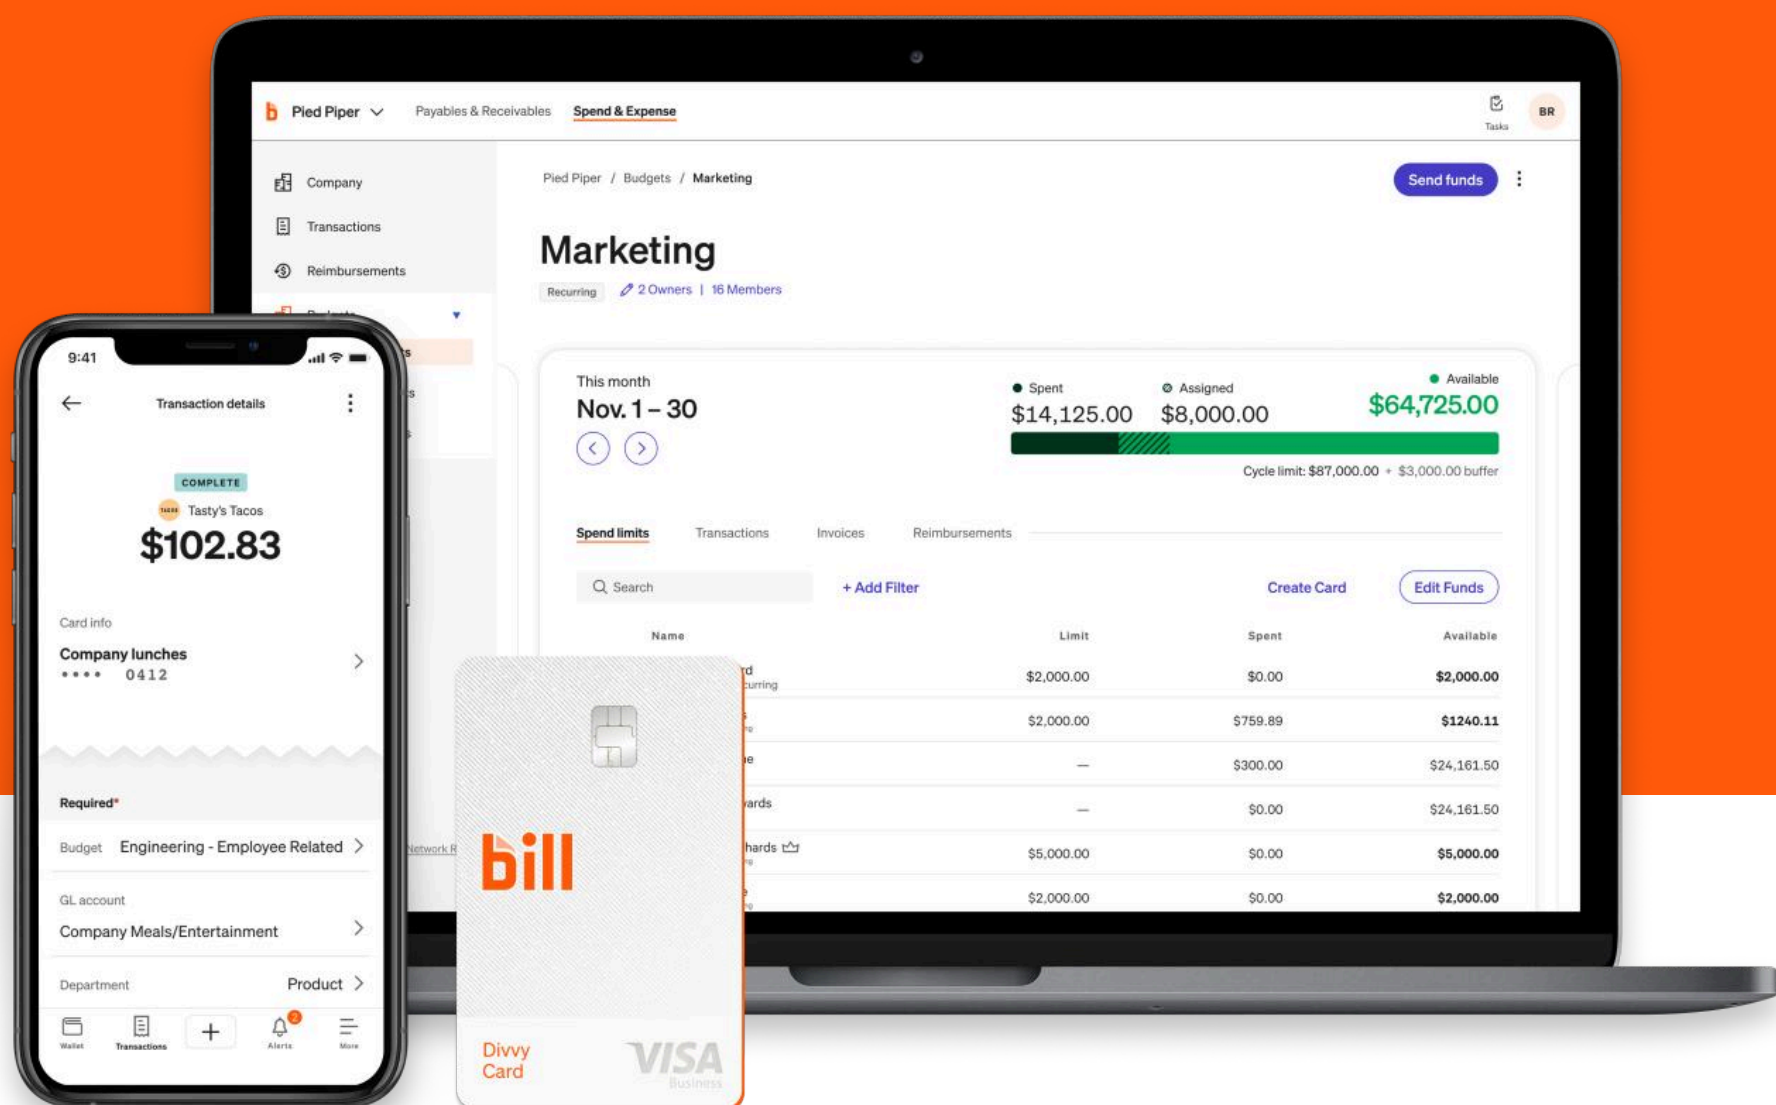 b Pied Piper
Payables & Receivables
Spend & Expense
Tasks
BR
Company
Transactions
Reimbursements
Pied Piper / Budgets / Marketing
Send funds
Marketing
Recurring
2 Owners | 16 Members
This month
Nov. 1 – 30
Spent
$14,125.00
Assigned
$8,000.00
Available
$64,725.00
Cycle limit: $87,000.00 + $3,000.00 buffer
Spend limits
Transactions
Invoices
Reimbursements
Search
+ Add Filter
Create Card
Edit Funds
Name Limit Spent Available
$2,000.00 $0.00 $2,000.00
$2,000.00 $759.89 $1240.11
— $300.00 $24,161.50
— $0.00 $24,161.50
$5,000.00 $0.00 $5,000.00
$2,000.00 $0.00 $2,000.00
9:41
Transaction details
COMPLETE
Tasty's Tacos
$102.83
Card info
Company lunches
•••• 0412
Required*
Budget Engineering - Employee Related
GL account
Company Meals/Entertainment
Department Product
Wallet
Transactions
+
Alerts
2
More
bill
Divvy
Card
VISA
Business